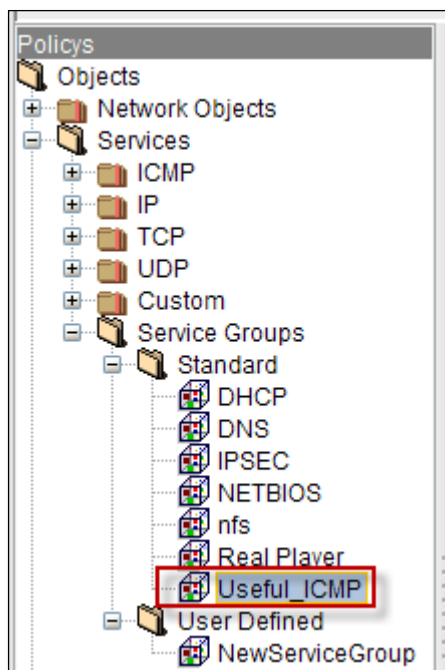 Policys
Objects
Network Objects
Services
ICMP
IP
TCP
UDP
Custom
Service Groups
Standard
DHCP
DNS
IPSEC
NETBIOS
nfs
Real Player
Useful_ICMP
User Defined
NewServiceGroup